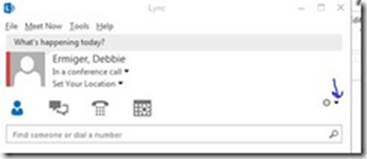 Lync
File Meet Now Tools Help
What's happening today?
Ermiger, Debbie
In a conference call
Set Your Location
Find someone or dial a number